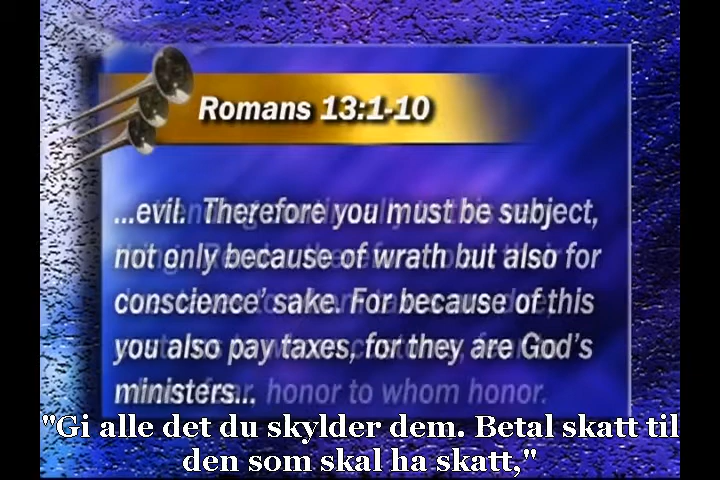 Romans 13:1-10
...evil. Therefore you must be subject,
not only because of wrath but also for
conscience' sake. For because of this
you also pay taxes, for they are God's
ministers...
honor to whom honor.
"Gi alle det du skylder dem. Betal skatt til
den som skal ha skatt,"